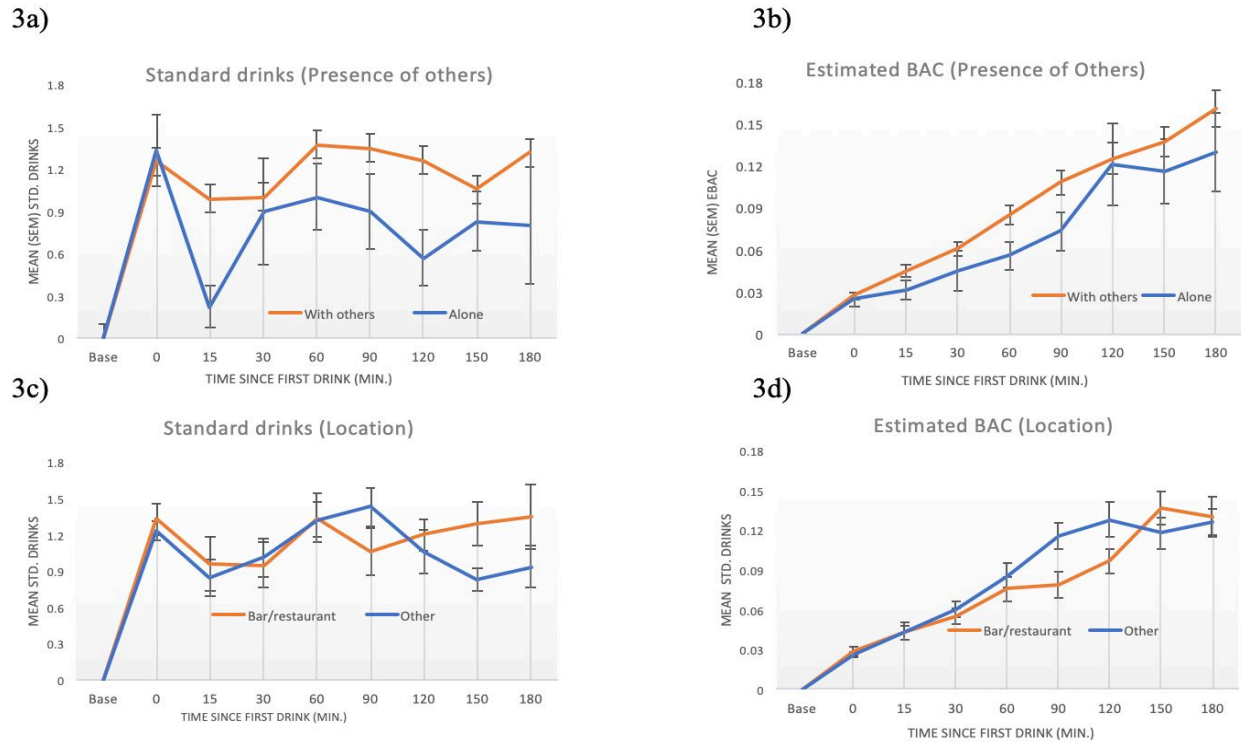 3a)
Standard drinks (Presence of others)
MEAN (SEM) STD. DRINKS
1.8
1.5
1.2
0.9
0.6
0.3
0
With others Alone
Base 0 15 30 60 90 120 150 180
TIME SINCE FIRST DRINK (MIN.)
3b)
Estimated BAC (Presence of Others)
MEAN (SEM) EBAC
0.18
0.15
0.12
0.09
0.06
0.03
0
With others Alone
Base 0 15 30 60 90 120 150 180
TIME SINCE FIRST DRINK (MIN.)
3c)
Standard drinks (Location)
MEAN STD. DRINKS
1.8
1.5
1.2
0.9
0.6
0.3
0
Bar/restaurant Other
Base 0 15 30 60 90 120 150 180
TIME SINCE FIRST DRINK (MIN.)
3d)
Estimated BAC (Location)
MEAN STD. DRINKS
0.18
0.15
0.12
0.09
0.06
0.03
0
Bar/restaurant Other
Base 0 15 30 60 90 120 150 180
TIME SINCE FIRST DRINK (MIN.)